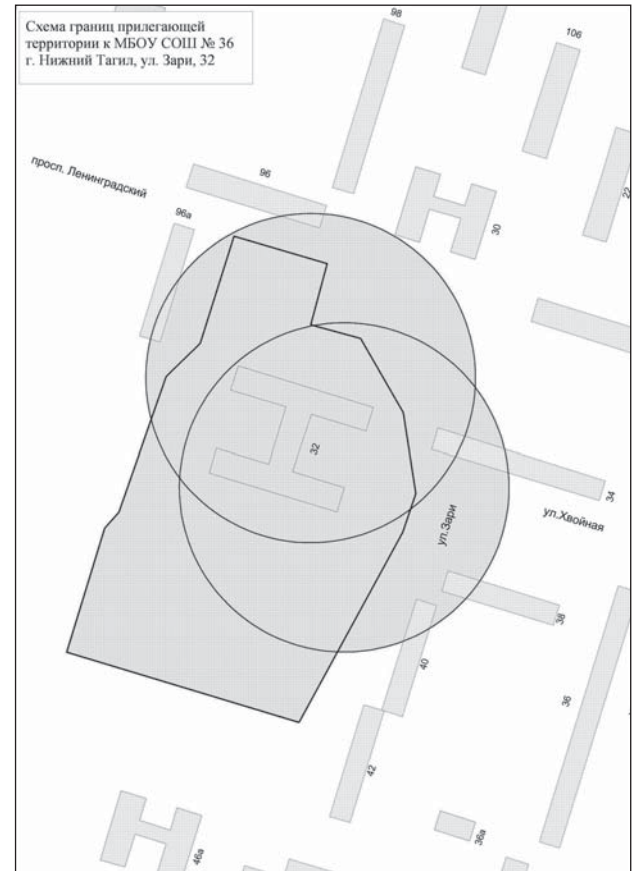 Схема границ прилегающей
территории к МБОУ СОШ № 36
г. Нижний Тагил, ул. Зари, 32
98
106
просп. Ленинградский
96
96а
22
30
32
34
ул.Зари
ул.Хвойная
38
40
36
42
36а
46а